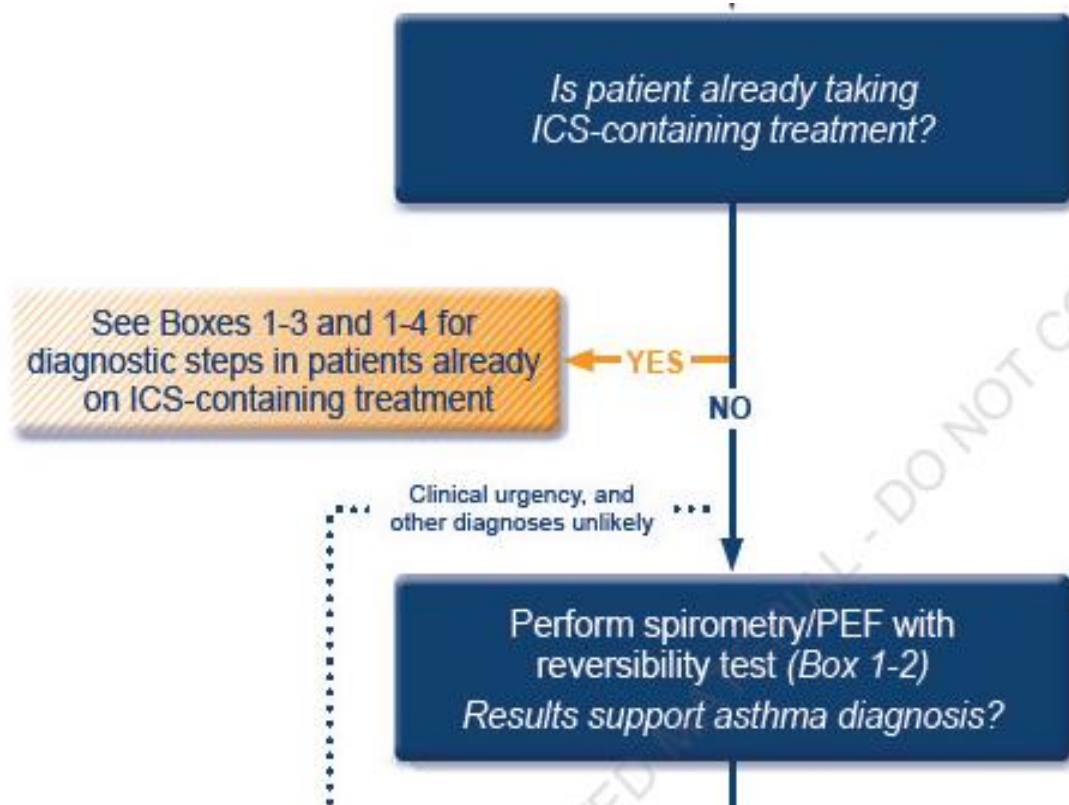 Is patient already taking
ICS-containing treatment?
See Boxes 1-3 and 1-4 for
diagnostic steps in patients already
on ICS-containing treatment
YES
NO
Clinical urgency, and
other diagnoses unlikely
Perform spirometry/PEF with
reversibility test (Box 1-2)
Results support asthma diagnosis?
- DO NOT